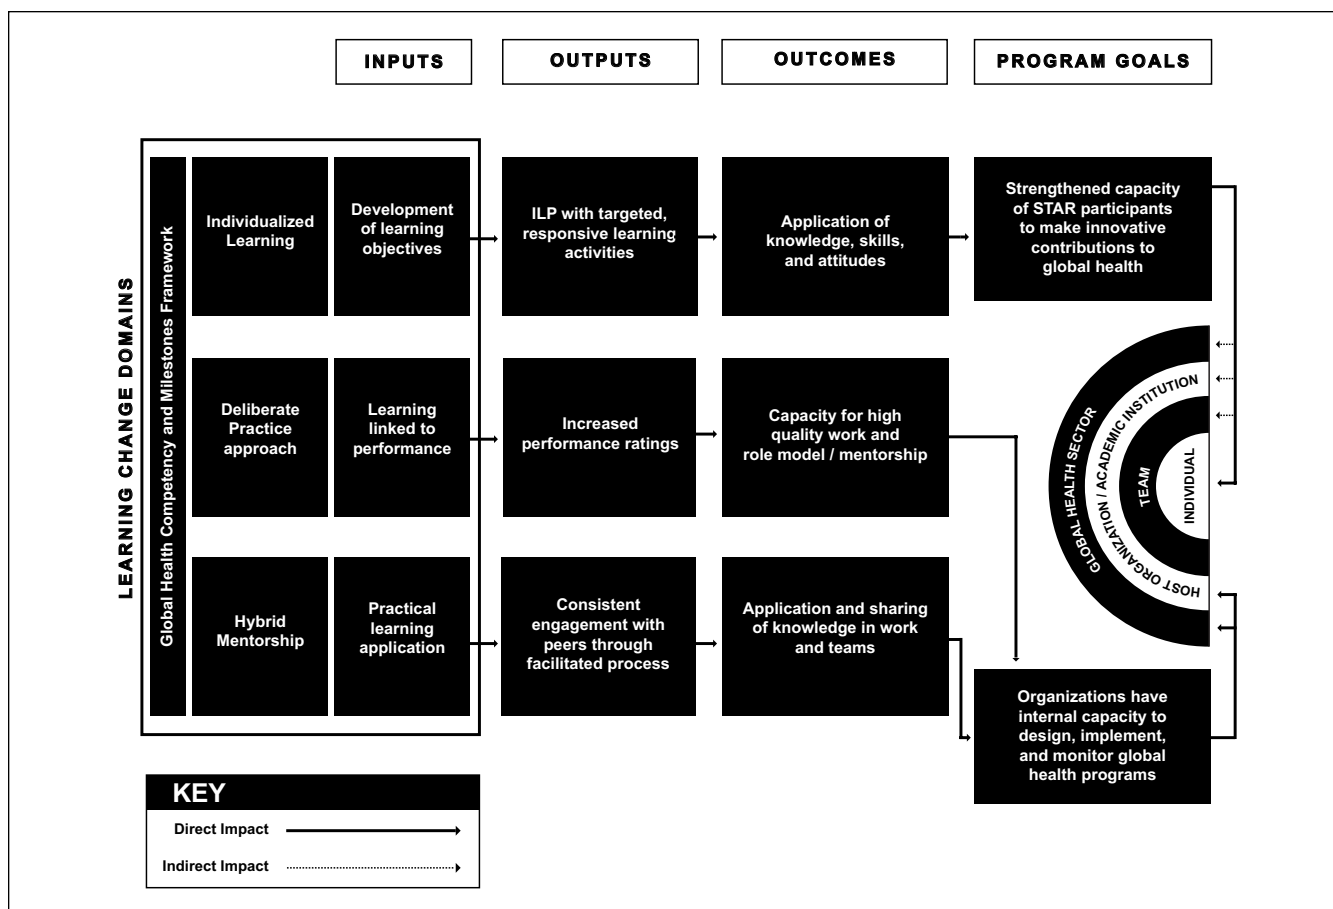 INPUTS
OUTPUTS
OUTCOMES
PROGRAM GOALS
LEARNING CHANGE DOMAINS
Global Health Competency and Milestones Framework
Individualized
Learning
Development
of learning
objectives
ILP with targeted,
responsive learning
activities
Application of
knowledge, skills,
and attitudes
Strengthened capacity
of STAR participants
to make innovative
contributions to
global health
Deliberate
Practice
approach
Learning
linked to
performance
Increased
performance ratings
Capacity for high
quality work and
role model / mentorship
GLOBAL HEALTH SECTOR
HOST ORGANIZATION / ACADEMIC INSTITUTION
TEAM
INDIVIDUAL
Hybrid
Mentorship
Practical
learning
application
Consistent
engagement with
peers through
facilitated process
Application and sharing
of knowledge in work
and teams
Organizations have
internal capacity to
design, implement,
and monitor global
health programs
KEY
Direct Impact
Indirect Impact